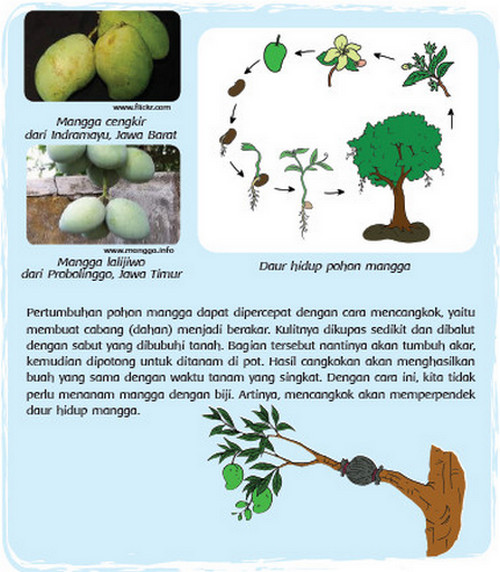 www.flickr.com
Mangga cengkir
dari Indramayu, Jawa Barat
www.mangga.info
Mangga lalijiwo
dari Probolinggo, Jawa Timur
Daur hidup pohon mangga
Pertumbuhan pohon mangga dapat dipercepat dengan cara mencangkok, yaitu
membuat cabang (dahan) menjadi berakar. Kulitnya dikupas sedikit dan dibalut
dengan sabut yang dibubuhi tanah. Bagian tersebut nantinya akan tumbuh akar,
kemudian dipotong untuk ditanam di pot. Hasil cangkokan akan menghasilkan
buah yang sama dengan waktu tanam yang singkat. Dengan cara ini, kita tidak
perlu menanam mangga dengan biji. Artinya, mencangkok akan memperpendek
daur hidup mangga.